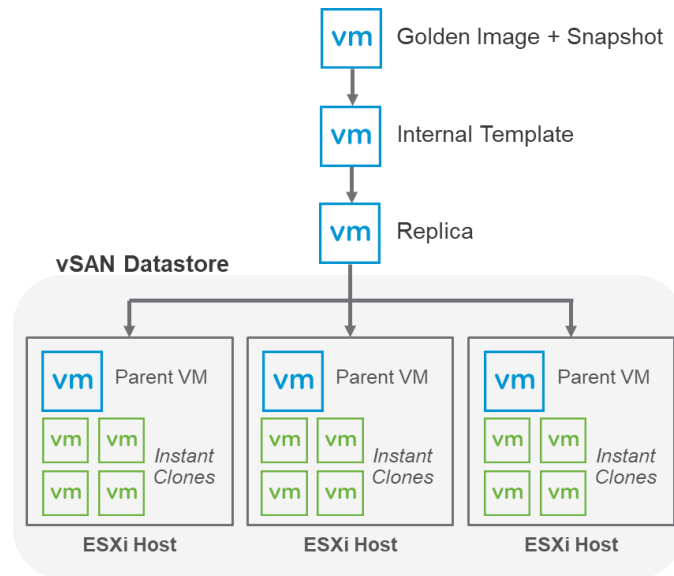 vm Golden Image + Snapshot
vm Internal Template
vm Replica
vSAN Datastore
vm Parent VM
vm vm
vm vm
Instant
Clones
ESXi Host
vm Parent VM
vm vm
vm vm
Instant
Clones
ESXi Host
vm Parent VM
vm vm
vm vm
Instant
Clones
ESXi Host